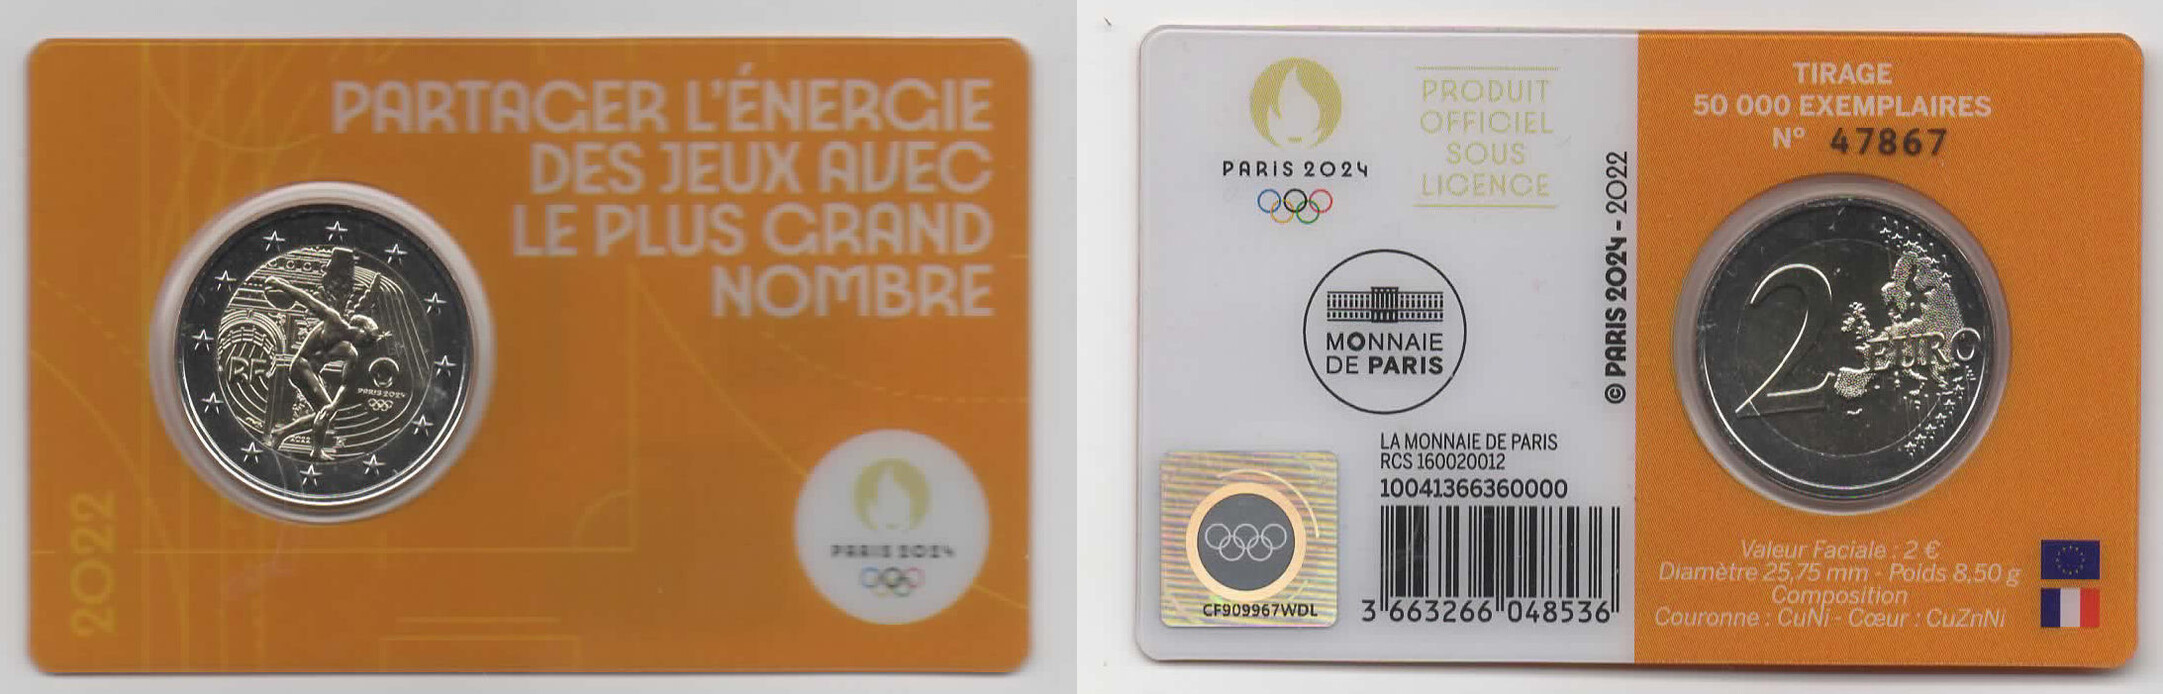 PARTAGER L'ÉNERGIE
DES JEUX AVEC
LE PLUS GRAND
NOMBRE
RF
PARIS 2024
2022
2022
PARIS 2024
PARIS 2024
PRODUIT
OFFICIEL
SOUS
LICENCE
MONNAIE
DE PARIS
© PARIS 2024 - 2022
LA MONNAIE DE PARIS
RCS 160020012
10041366360000
3 663266 048536
CF909967WDL
TIRAGE
50 000 EXEMPLAIRES
N° 47867
2 EURO
Valeur Faciale : 2 €
Diamètre 25,75 mm - Poids 8,50 g
Composition
Couronne : CuNi - Cœur : CuZnNi